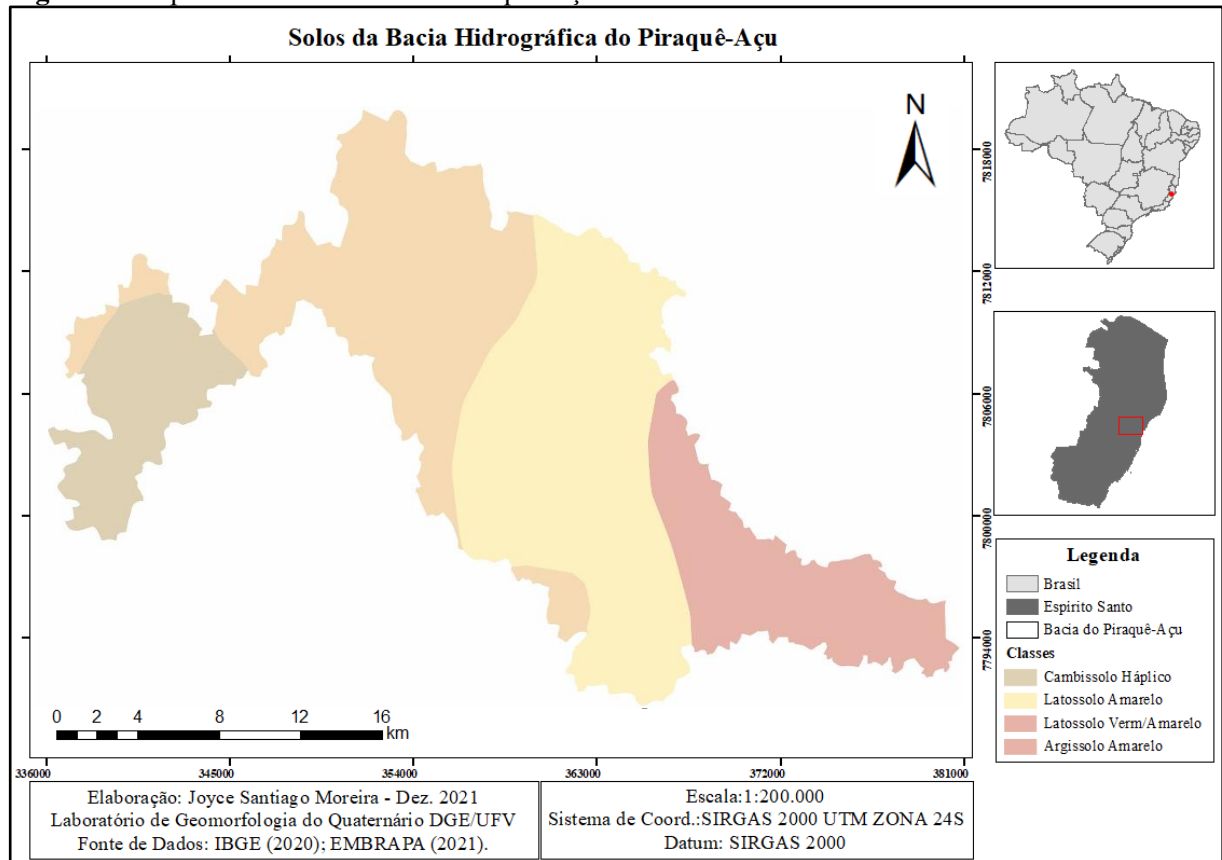 Solos da Bacia Hidrográfica do Piraquê-Açu
N
7818000
7812000
7806000
7800000
7794000
0 2 4 8 12 16
km
336000 345000 354000 363000 372000 381000
Legenda
Brasil
Espirito Santo
Bacia do Piraquê-Açu
Classes
Cambissolo Háplico
Latossolo Amarelo
Latossolo Verm/Amarelo
Argissolo Amarelo
Elaboração: Joyce Santiago Moreira - Dez. 2021
Laboratório de Geomorfologia do Quaternário DGE/UFV
Fonte de Dados: IBGE (2020); EMBRAPA (2021).
Escala:1:200.000
Sistema de Coord.:SIRGAS 2000 UTM ZONA 24S
Datum: SIRGAS 2000